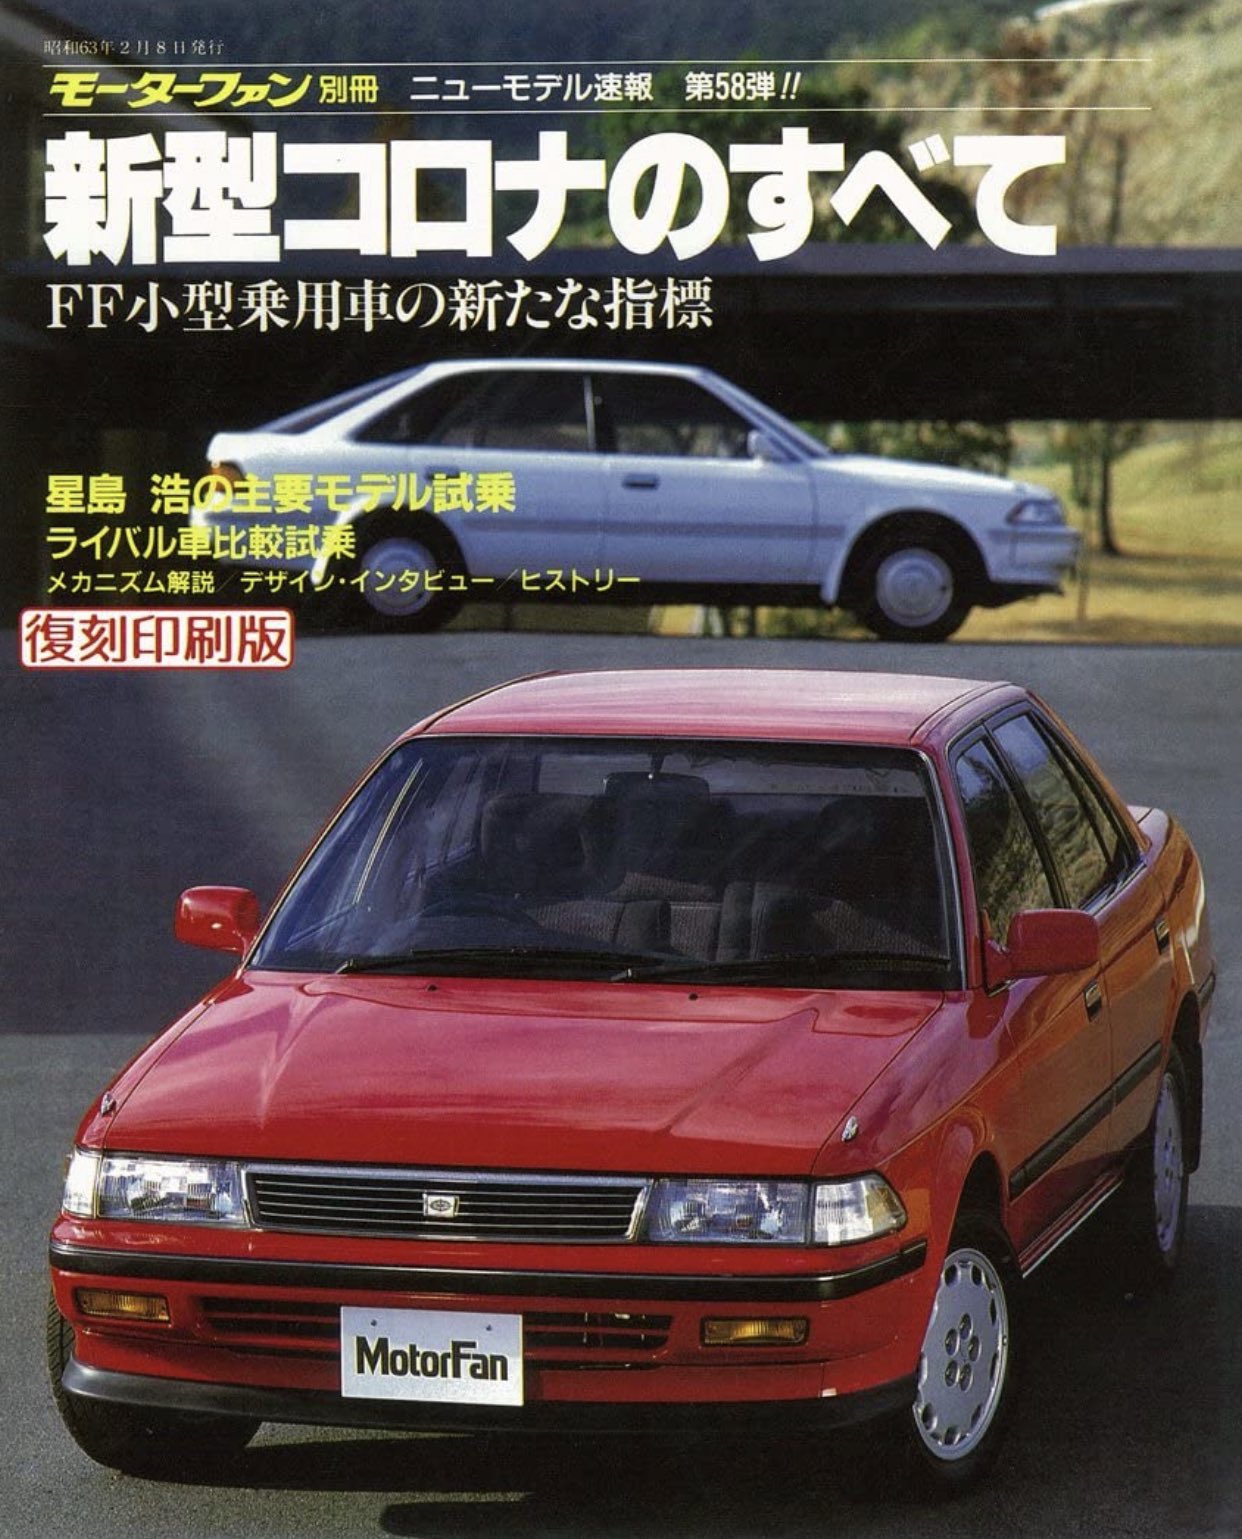 昭和63年2月8日発行
モーターファン別冊 ニューモデル速報 第58弾!!
新型コロナのすべて
FF小型乗用車の新たな指標
星島 浩の主要モデル試乗
ライバル車比較試乗
メカニズム解説/デザイン・インタビュー/ヒストリー
復刻印刷版
MotorFan